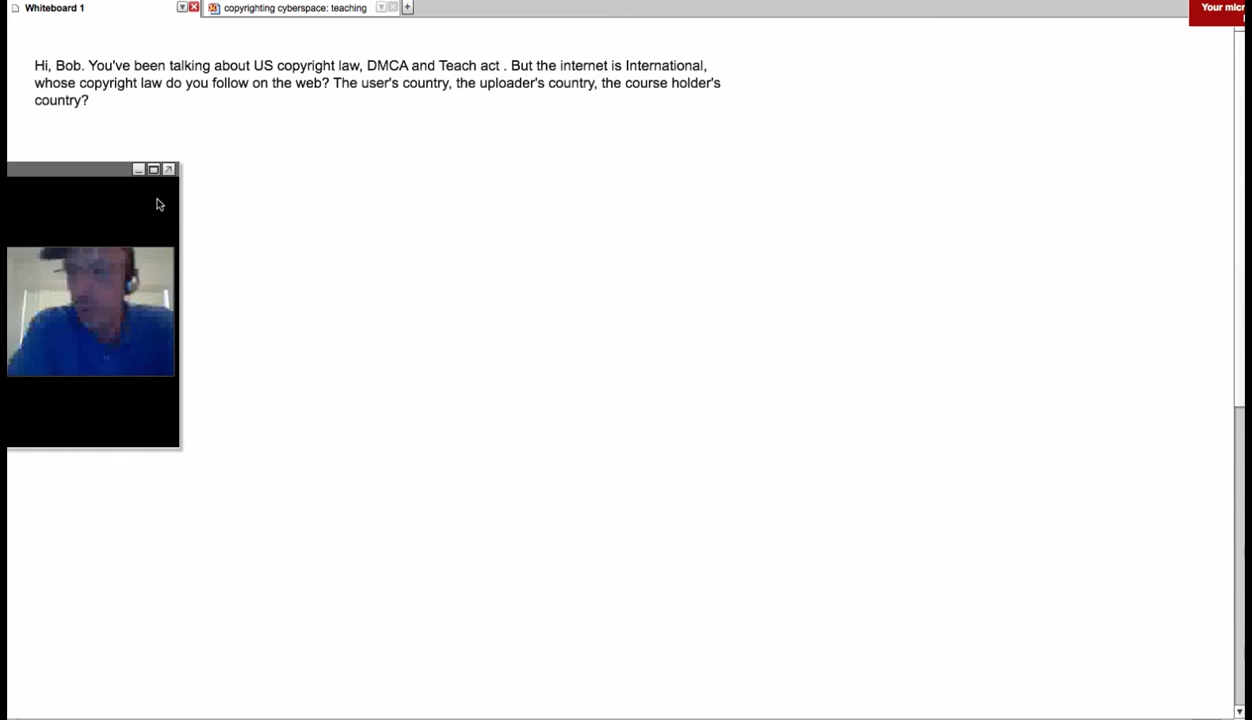 Whiteboard 1
copyrighting cyberspace: teaching
Your micr
Hi, Bob. You've been talking about US copyright law, DMCA and Teach act . But the internet is International,
whose copyright law do you follow on the web? The user's country, the uploader's country, the course holder's
country?